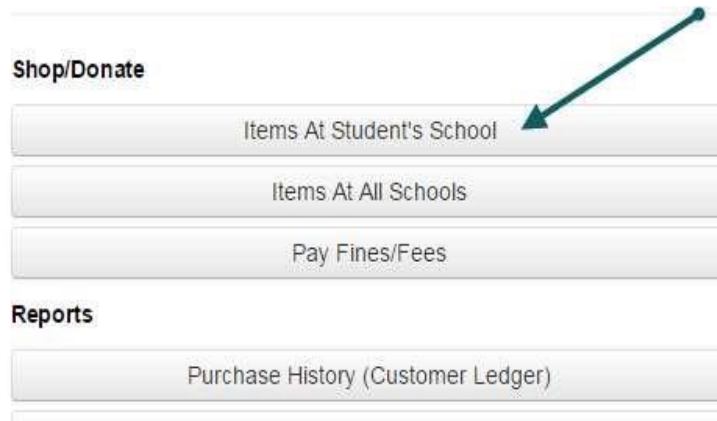 Shop/Donate
Items At Student's School
Items At All Schools
Pay Fines/Fees
Reports
Purchase History (Customer Ledger)